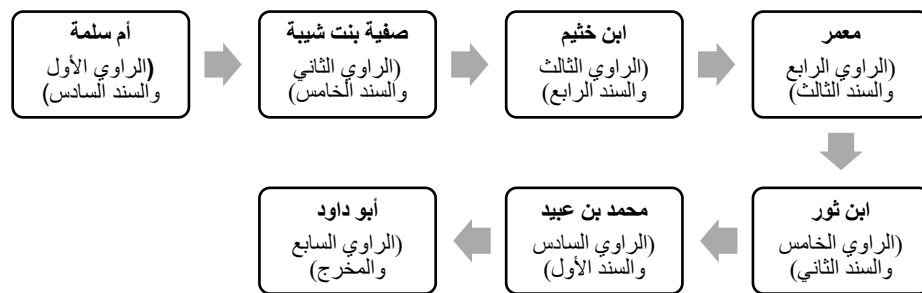 أم سلمة
(الراوي الأول
والسند السادس)
صفية بنت شيبة
(الراوي الثاني
والسند الخامس)
ابن خثيم
(الراوي الثالث
والسند الرابع)
معمر
(الراوي الرابع
والسند الثالث)
ابن ثور
(الراوي الخامس
والسند الثاني)
محمد بن عبيد
(الراوي السادس
والسند الأول)
أبو داود
(الراوي السابع
والمخرج)